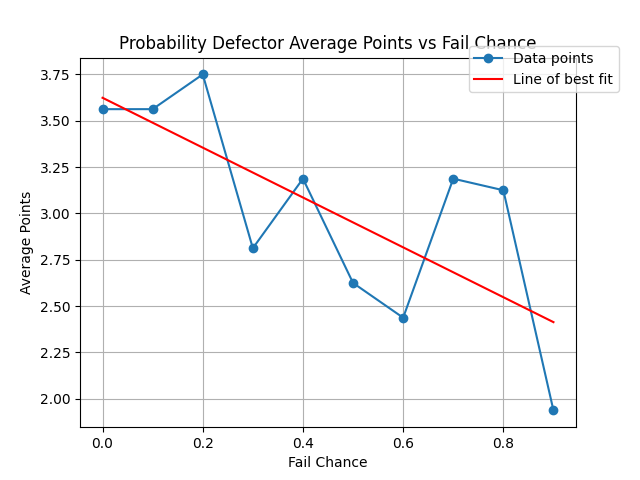 Probability Defector Average Points vs Fail Chance
Data points
Line of best fit
3.75
3.50
3.25
3.00
2.75
2.50
2.25
2.00
Average Points
0.0 0.2 0.4 0.6 0.8
Fail Chance